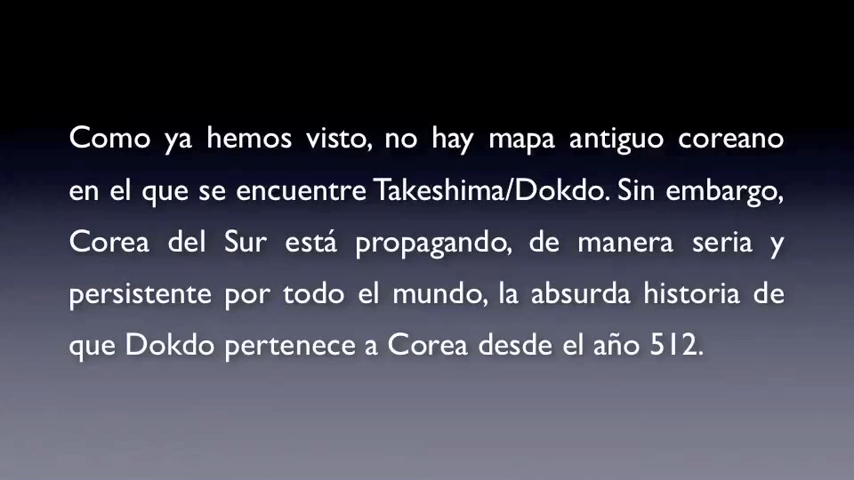 Como ya hemos visto, no hay mapa antiguo coreano
en el que se encuentre Takeshima/Dokdo. Sin embargo,
Corea del Sur está propagando, de manera seria y
persistente por todo el mundo, la absurda historia de
que Dokdo pertenece a Corea desde el año 512.